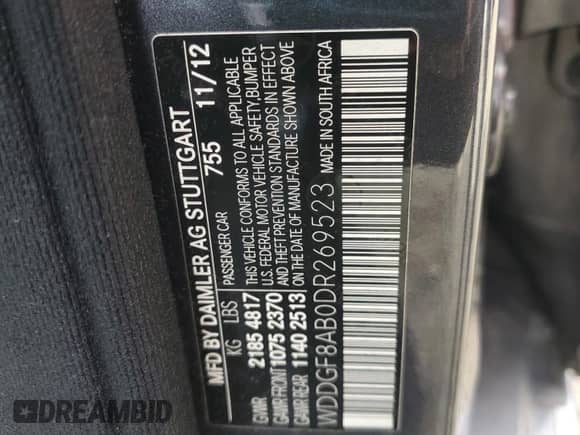 MFD BY DAIMLER AG STUTTGART
755 11/12
KG LBS PASSENGER CAR
GVWR 2185 4817 THIS VEHICLE CONFORMS TO ALL APPLICABLE
U.S. FEDERAL MOTOR VEHICLE SAFETY,BUMPER
GAWR FRONT 1075 2370 AND THEFT PREVENTION STANDARDS IN EFFECT
GAWR REAR 1140 2513 ON THE DATE OF MANUFACTURE SHOWN ABOVE
WDDGF8AB0DR269523 MADE IN SOUTH AFRICA
DREAMBID